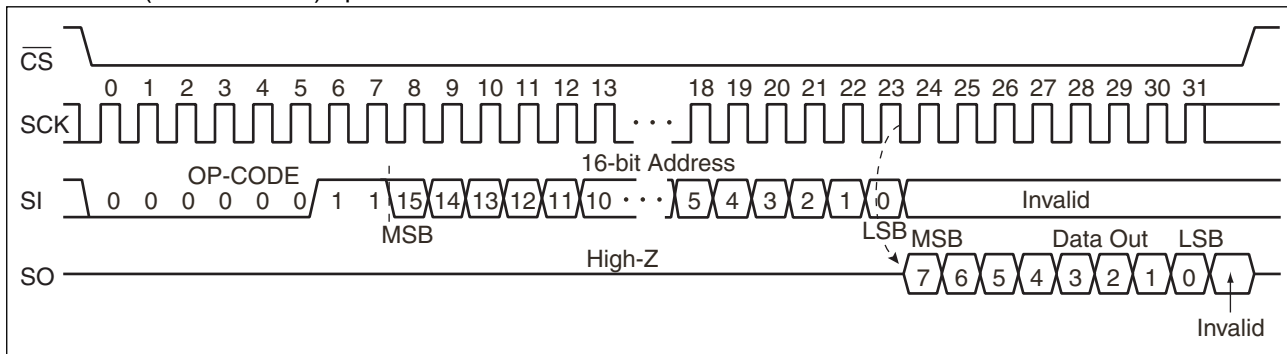 CS
0 1 2 3 4 5 6 7 8 9 10 11 12 13 18 19 20 21 22 23 24 25 26 27 28 29 30 31
SCK
16-bit Address
OP-CODE
SI 0 0 0 0 0 0 1 1 15 14 13 12 11 10 5 4 3 2 1 0 Invalid
MSB LSB MSB Data Out LSB
High-Z
SO 7 6 5 4 3 2 1 0
Invalid